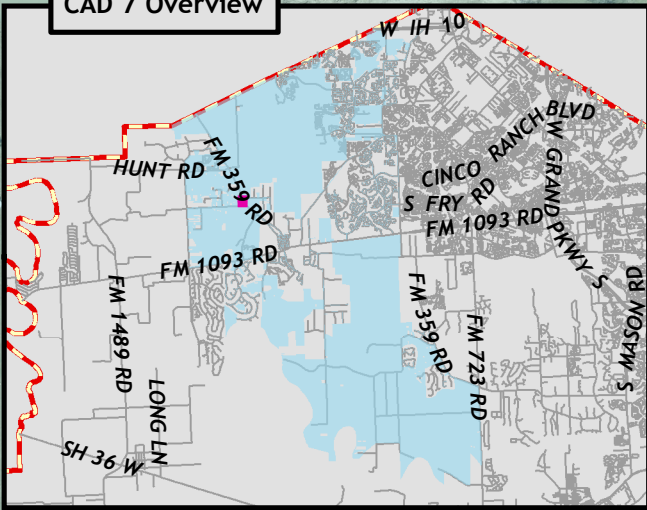 CAD 7 Overview
W IH 10
FM 359 RD
HUNT RD
CINCO RANCH BLVD
S FRY RD
W GRAND PKWY S
FM 1093 RD
FM 1093 RD
FM 1489 RD
LONG LN
FM 359 RD
FM 723 RD
S MASON RD
SH 36 W